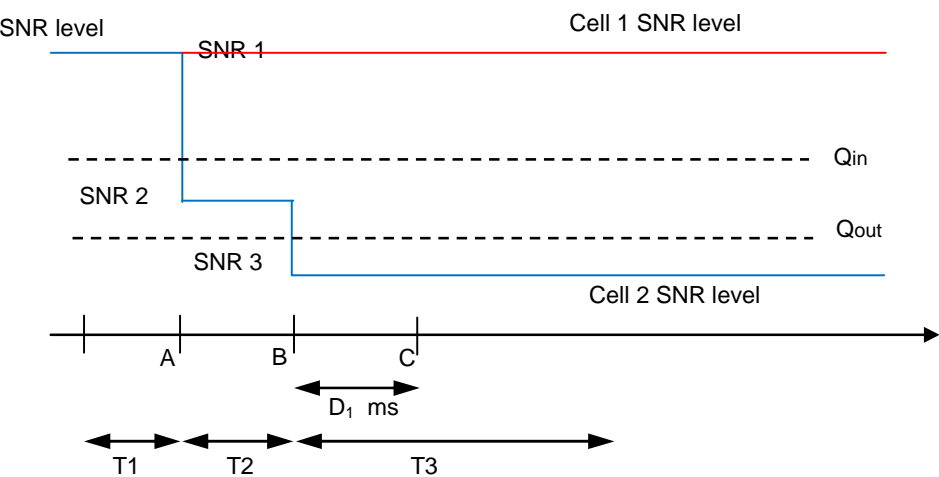 SNR level
Cell 1 SNR level
SNR 1
Qin
SNR 2
Qout
SNR 3
Cell 2 SNR level
A
B
C
D1 ms
T1
T2
T3